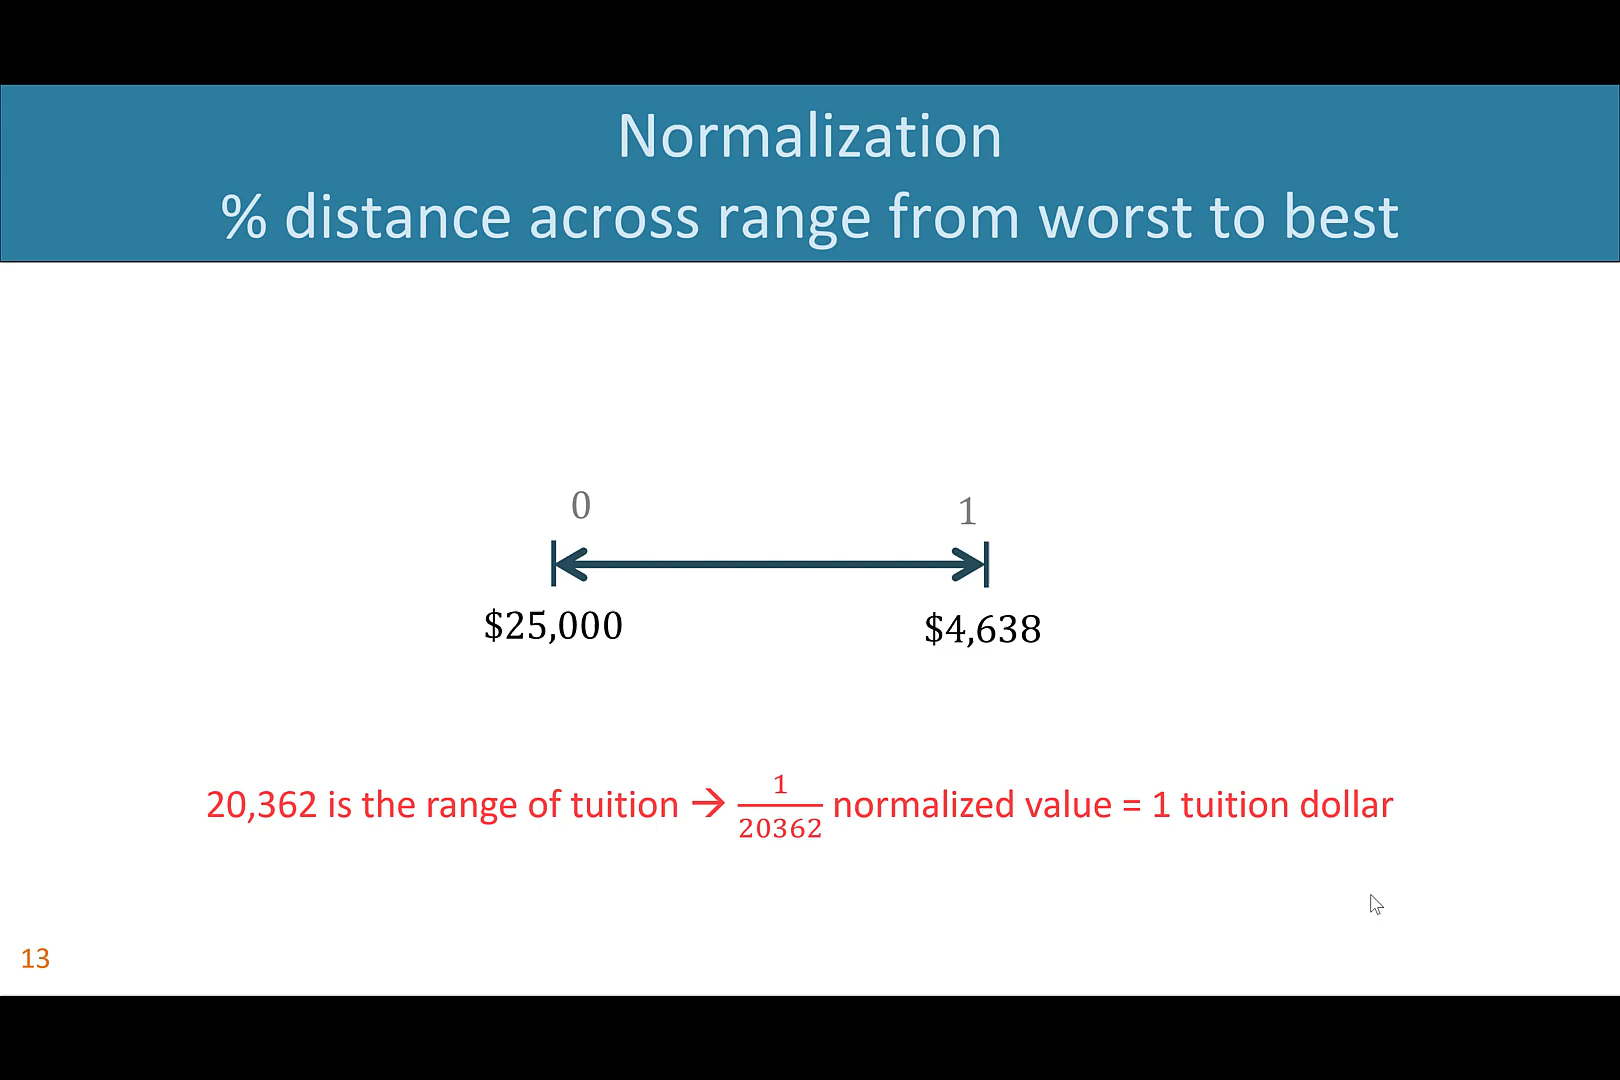 Normalization
% distance across range from worst to best
0 1
$25,000 $4,638
20,362 is the range of tuition → 1/20362 normalized value = 1 tuition dollar
13